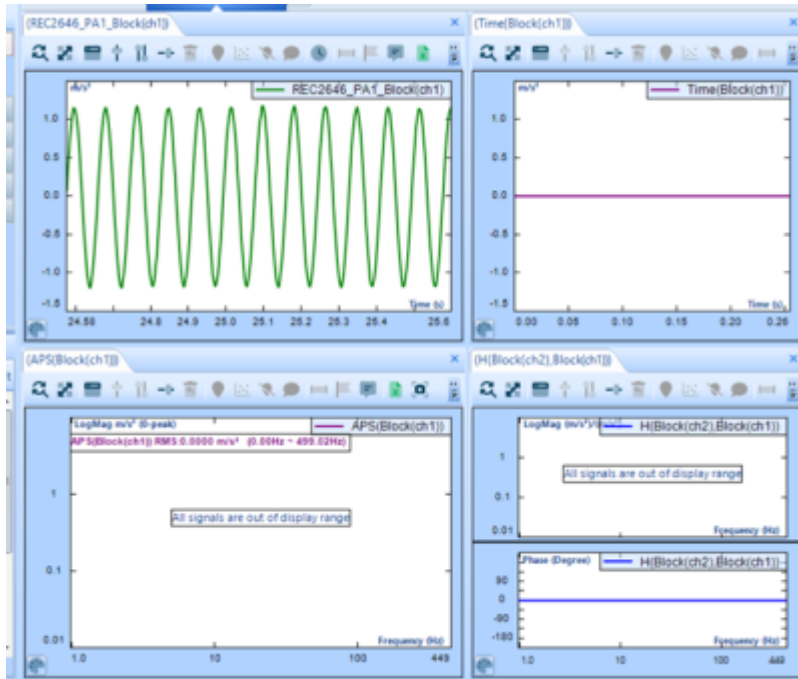 (REC2646_PA1_Block(ch1))
m/s²
REC2646_PA1_Block(ch1)
1.0
0.5
0.0
-0.5
-1.0
-1.5
Time (s)
24.58 24.8 24.9 25.0 25.1 25.2 25.3 25.4 25.6
(Time(Block(ch1)))
m/s²
Time(Block(ch1))
1.0
0.5
0.0
-0.5
-1.0
-1.5
Time (s)
0.00 0.05 0.10 0.15 0.20 0.26
(APS(Block(ch1)))
LogMag m/s² (0-peak)
APS(Block(ch1))
APS(Block(ch1)) RMS:0.0000 m/s² (0.00Hz ~ 499.02Hz)
1
All signals are out of display range
0.1
0.01
Frequency (Hz)
1.0 10 100 449
(H(Block(ch2),Block(ch1)))
H(Block(ch2),Block(ch1))
1
All signals are out of display range
0.1
0.01
Frequency (Hz)
Phase (Degree)
H(Block(ch2),Block(ch1))
90
0
-90
-180
Frequency (Hz)
1.0 10 100 449